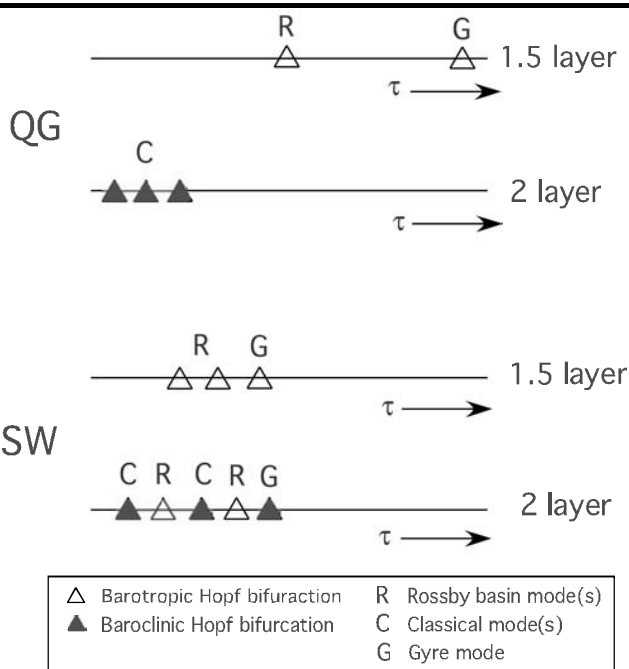 R G
1.5 layer
τ
QG
C
2 layer
τ
R G
1.5 layer
τ
SW
C R C R G
2 layer
τ
Barotropic Hopf bifuraction R Rossby basin mode(s)
Baroclinic Hopf bifurcation C Classical mode(s)
G Gyre mode